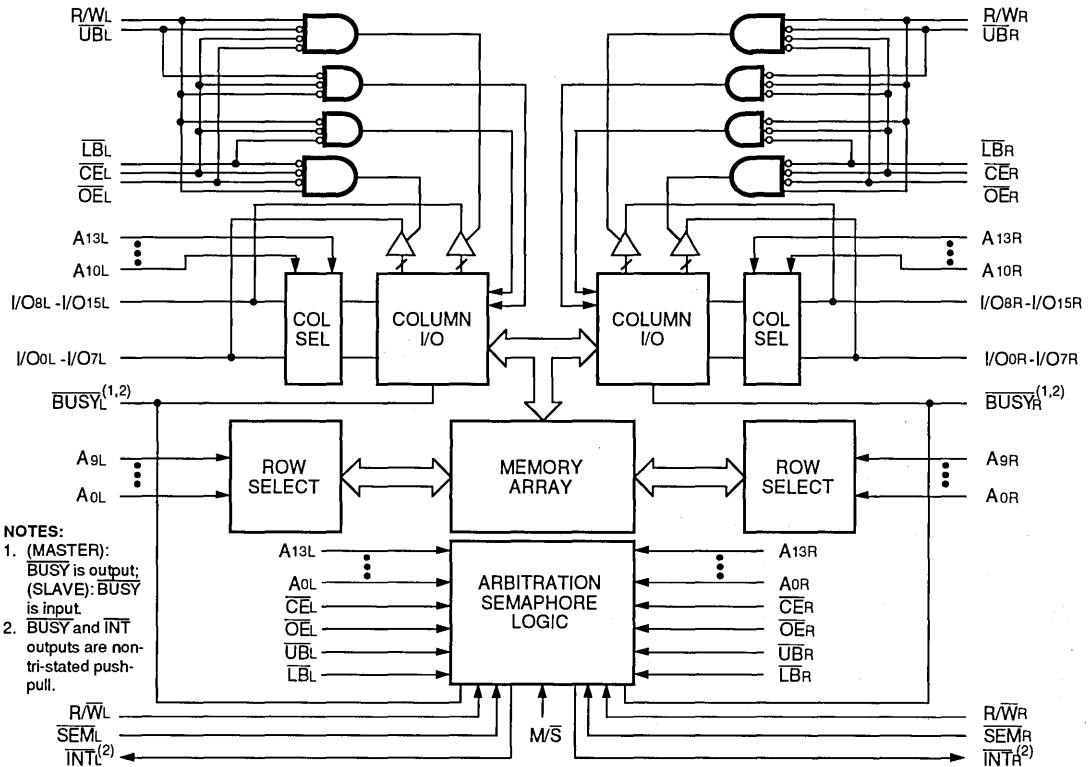 R/WL
UBL
LBL
CEL
OEL
A13L
A10L
I/O8L -I/O15L
I/O0L -I/O7L
BUSYL(1,2)
A9L
A0L
R/WR
UBR
LBR
CER
OER
A13R
A10R
I/O8R-I/O15R
I/O0R-I/O7R
BUSYR(1,2)
A9R
A0R
COL
SEL
COLUMN
I/O
COLUMN
I/O
COL
SEL
ROW
SELECT
MEMORY
ARRAY
ROW
SELECT
NOTES:
1. (MASTER):
BUSY is output;
(SLAVE): BUSY
is input.
2. BUSY and INT
outputs are non-
tri-stated push-
pull.
A13L
A0L
CEL
OEL
UBL
LBL
ARBITRATION
SEMAPHORE
LOGIC
A13R
A0R
CER
OER
UBR
LBR
R/WL
SEML
INTL(2)
M/S
R/WR
SEMR
INTR(2)